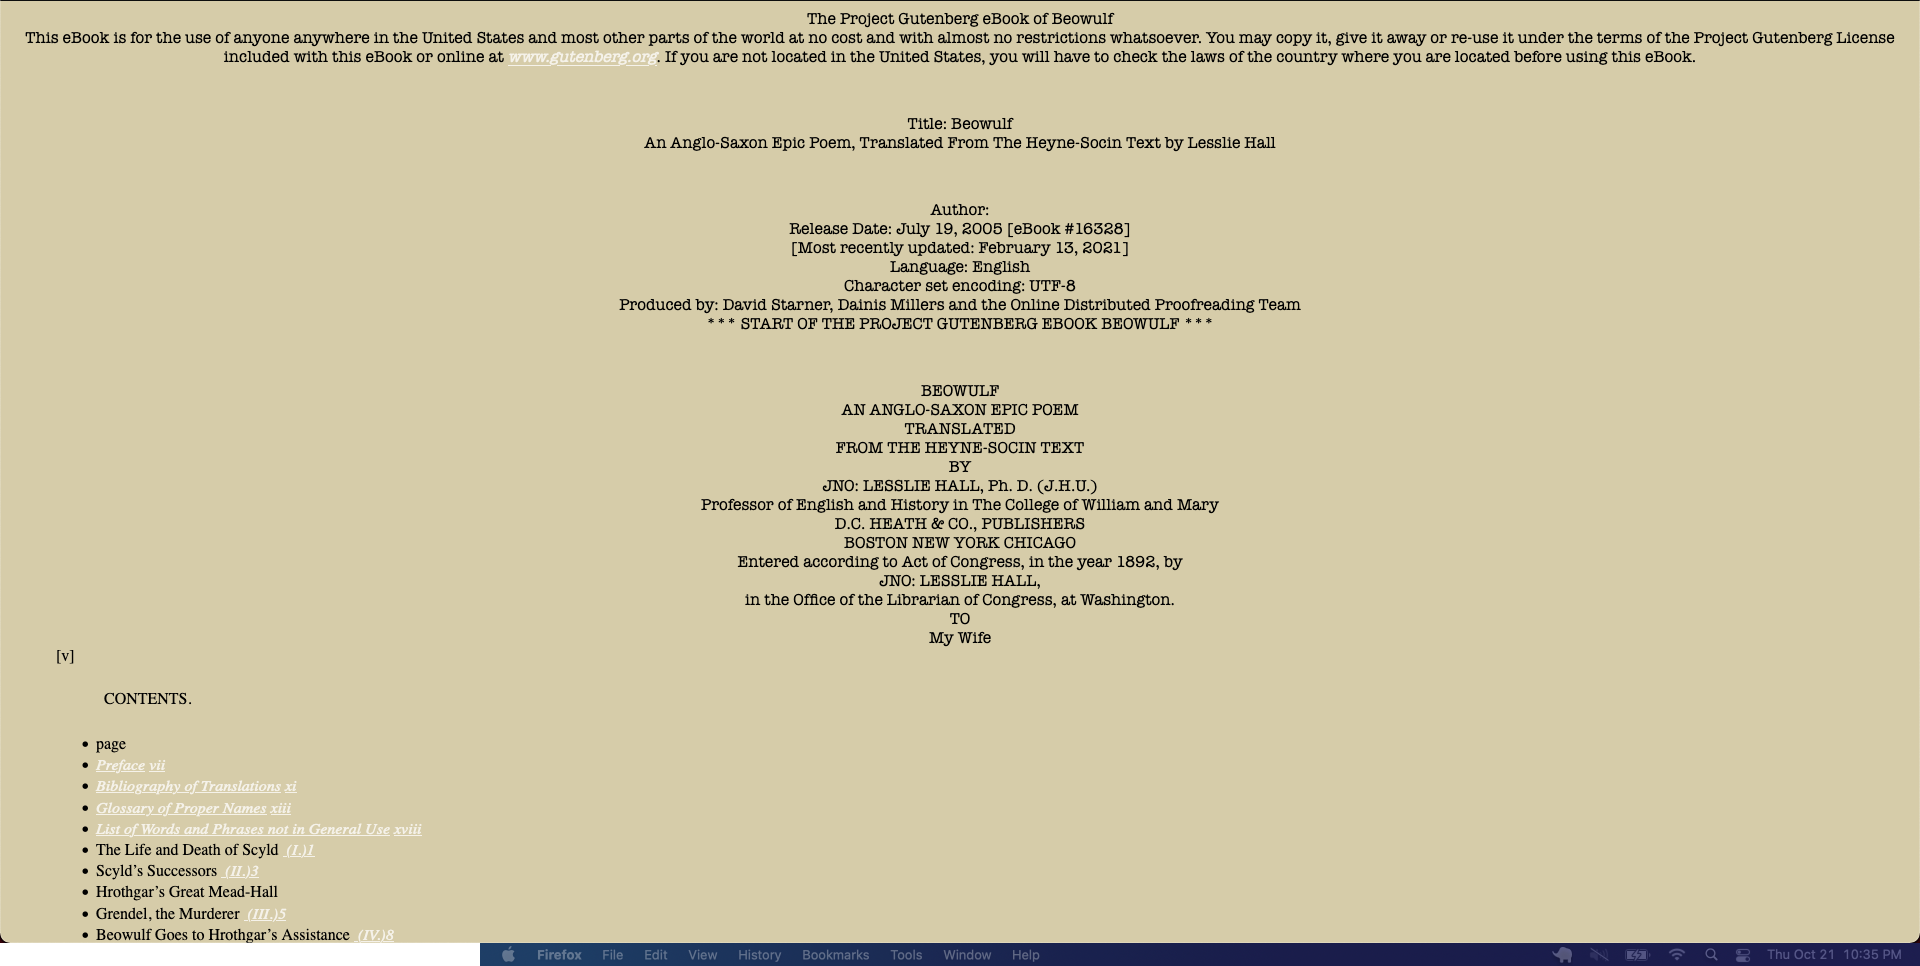 The Project Gutenberg eBook of Beowulf
This eBook is for the use of anyone anywhere in the United States and most other parts of the world at no cost and with almost no restrictions whatsoever. You may copy it, give it away or re-use it under the terms of the Project Gutenberg License
included with this eBook or online at www.gutenberg.org. If you are not located in the United States, you will have to check the laws of the country where you are located before using this eBook.
Title: Beowulf
An Anglo-Saxon Epic Poem, Translated From The Heyne-Socin Text by Lesslie Hall
Author:
Release Date: July 19, 2005 [eBook #16328]
[Most recently updated: February 13, 2021]
Language: English
Character set encoding: UTF-8
Produced by: David Starner, Dainis Millers and the Online Distributed Proofreading Team
*** START OF THE PROJECT GUTENBERG EBOOK BEOWULF ***
BEOWULF
AN ANGLO-SAXON EPIC POEM
TRANSLATED
FROM THE HEYNE-SOCIN TEXT
BY
JNO: LESSLIE HALL, Ph. D. (J.H.U.)
Professor of English and History in The College of William and Mary
D.C. HEATH & CO., PUBLISHERS
BOSTON NEW YORK CHICAGO
Entered according to Act of Congress, in the year 1892, by
JNO: LESSLIE HALL,
in the Office of the Librarian of Congress, at Washington.
TO
My Wife
[v]
CONTENTS.
• page
• Preface vii
• Bibliography of Translations xi
• Glossary of Proper Names xiii
• List of Words and Phrases not in General Use xviii
• The Life and Death of Scyld (I.)1
• Scyld’s Successors (II.)3
• Hrothgar’s Great Mead-Hall
• Grendel, the Murderer (III.)5
• Beowulf Goes to Hrothgar’s Assistance (IV.)8
Firefox File Edit View History Bookmarks Tools Window Help Thu Oct 21 10:35 PM